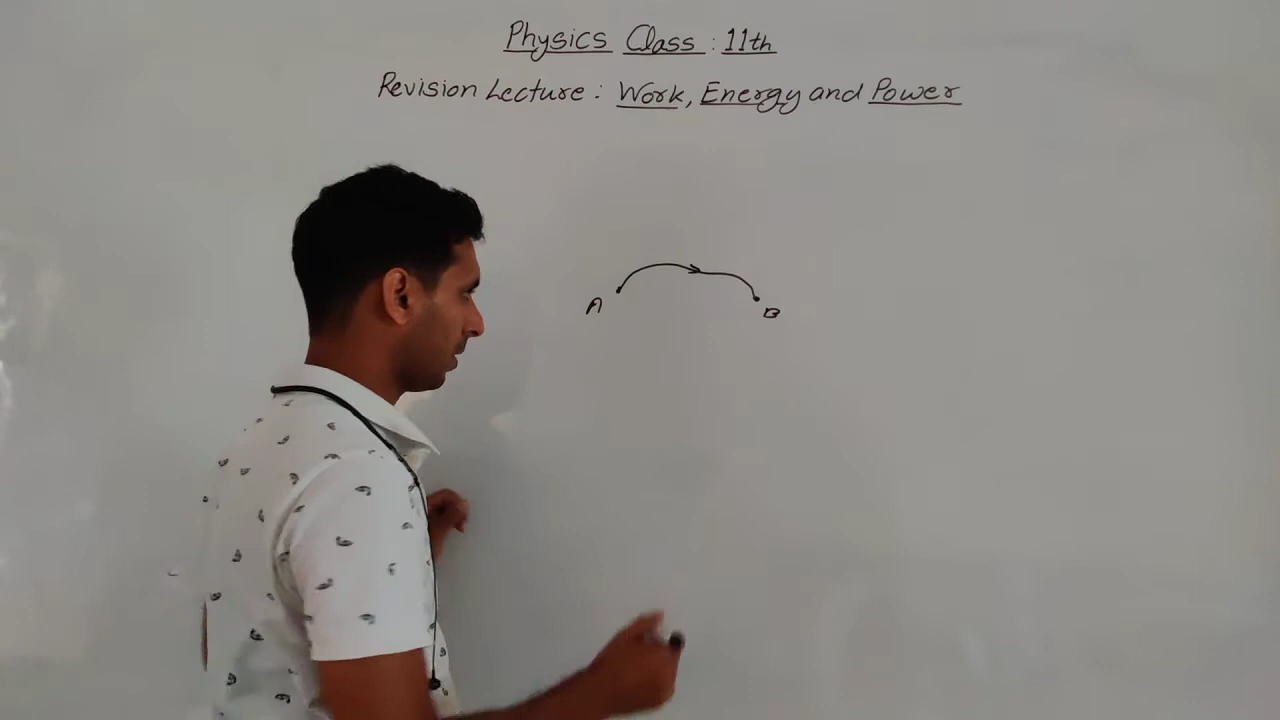 Physics Class : 11th
Revision Lecture : Work, Energy and Power
A
B